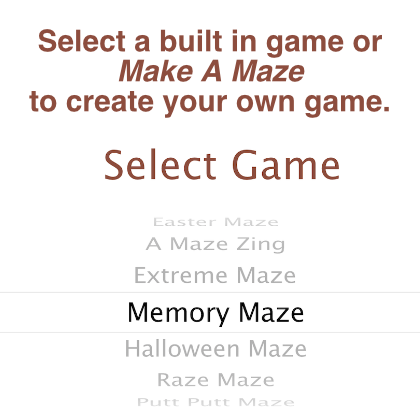 Select a built in game or
Make A Maze
to create your own game.
Select Game
Easter Maze
A Maze Zing
Extreme Maze
Memory Maze
Halloween Maze
Raze Maze
Putt Putt Maze